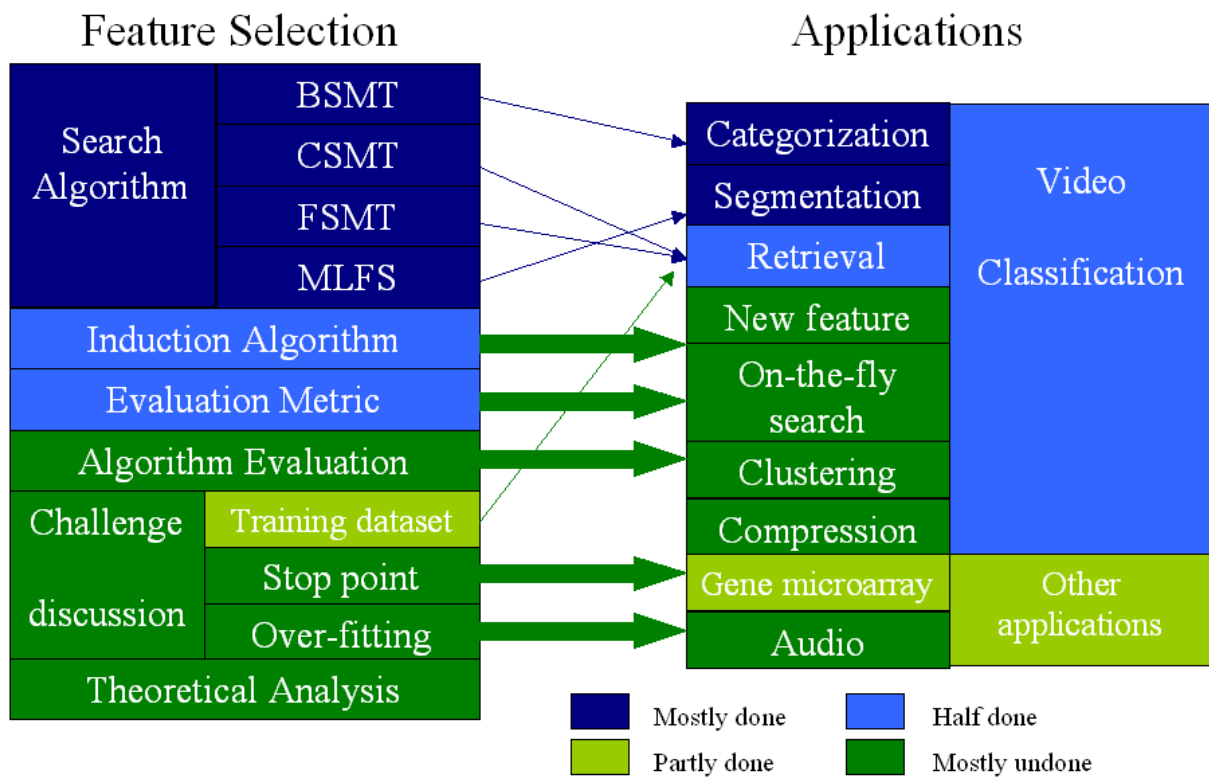 Feature Selection
Applications
Search
Algorithm
BSMT
CSMT
FSMT
MLFS
Induction Algorithm
Evaluation Metric
Algorithm Evaluation
Challenge
discussion
Training dataset
Stop point
Over-fitting
Theoretical Analysis
Categorization
Segmentation
Retrieval
New feature
On-the-fly
search
Clustering
Compression
Gene microarray
Audio
Video
Classification
Other
applications
Mostly done
Half done
Partly done
Mostly undone